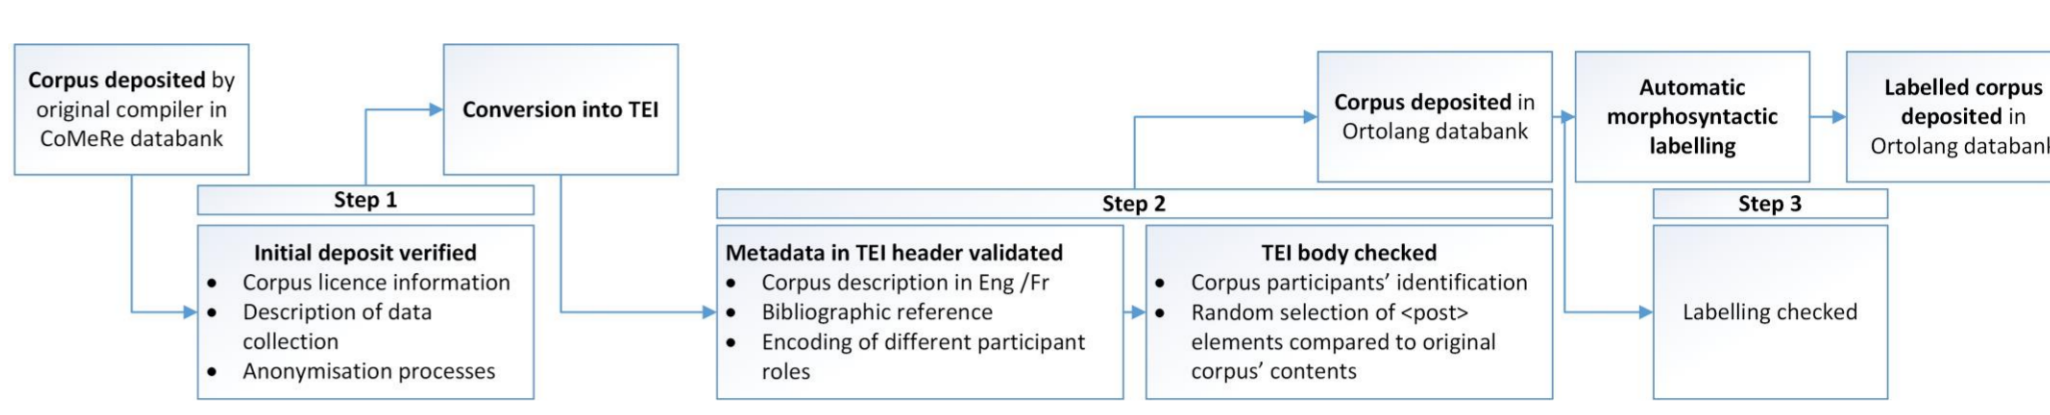 Corpus deposited by
original compiler in
CoMeRe databank
Step 1
Initial deposit verified
• Corpus licence information
• Description of data
collection
• Anonymisation processes
Conversion into TEI
Step 2
Metadata in TEI header validated
• Corpus description in Eng /Fr
• Bibliographic reference
• Encoding of different participant
roles
TEI body checked
• Corpus participants’ identification
• Random selection of <post>
elements compared to original
corpus’ contents
Corpus deposited in
Ortolang databank
Automatic
morphosyntactic
labelling
Step 3
Labelling checked
Labelled corpus
deposited in
Ortolang databank